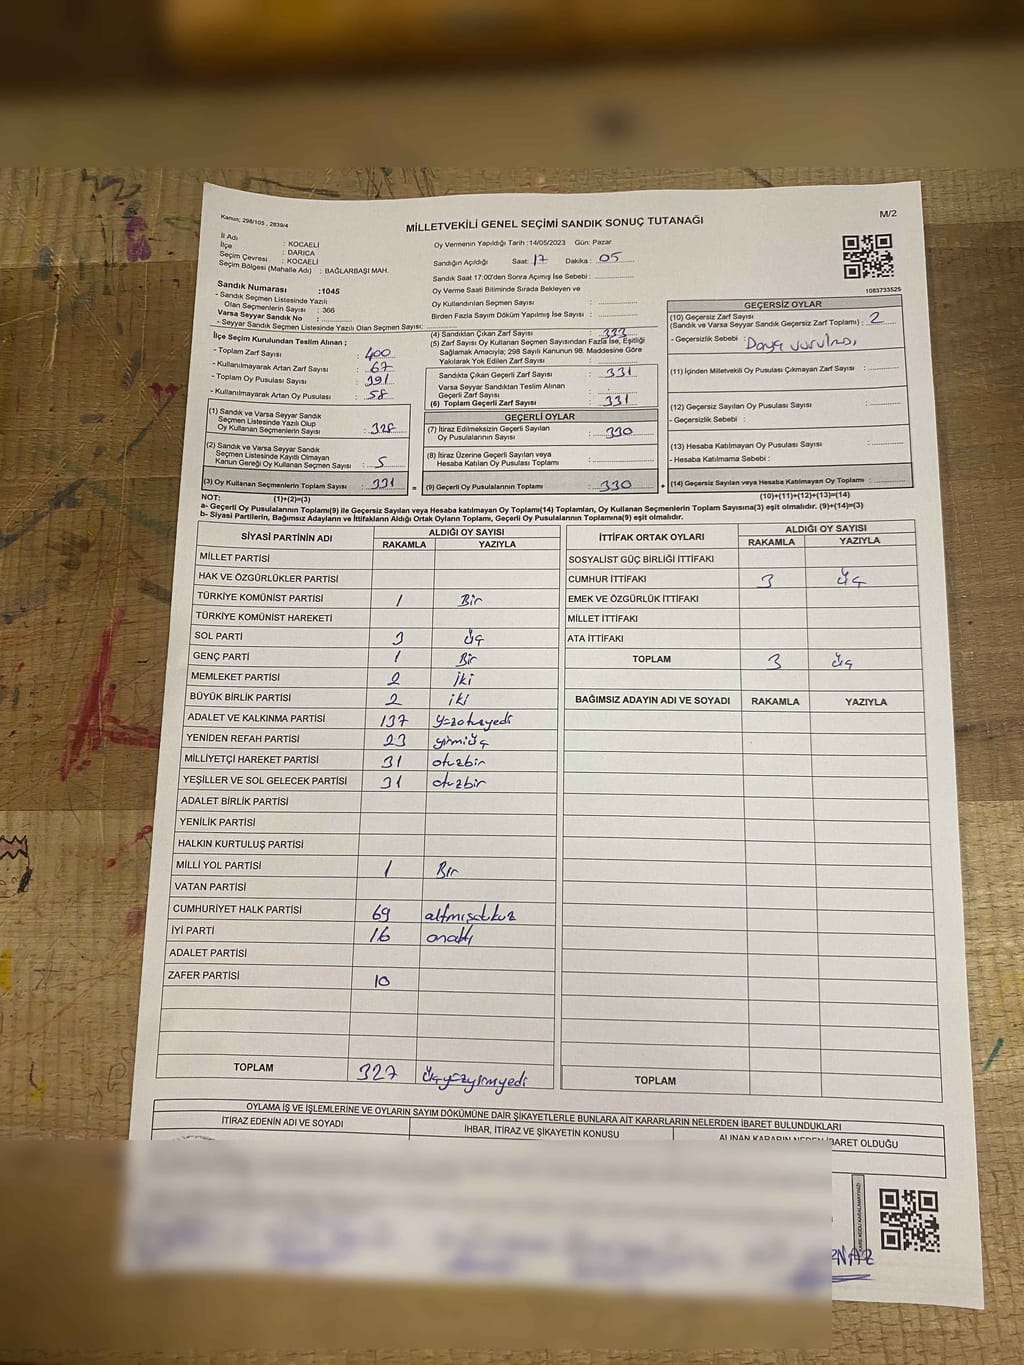 Kanun; 298/105 , 2839/4
MİLLETVEKİLİ GENEL SEÇİMİ SANDIK SONUÇ TUTANAĞI
M/2
İl Adı : KOCAELİ
İlçe : DARICA
Seçim Çevresi : KOCAELİ
Seçim Bölgesi (Mahalle Adı) : BAĞLARBAŞI MAH.
Oy Vermenin Yapıldığı Tarih :14/05/2023 Gün: Pazar
Sandığın Açıldığı Saat: 17 Dakika: 05
Sandık Saat 17:00'den Sonra Açımış İse Sebebi :
Oy Verme Saati Bitiminde Sırada Bekleyen ve
Oy Kullandırılan Seçmen Sayısı :
Birden Fazla Sayım Döküm Yapılmış İse Sayısı :
1083733525
Sandık Numarası :1045
- Sandık Seçmen Listesinde Yazılı
Olan Seçmenlerin Sayısı : 366
Varsa Seyyar Sandık No :
- Seyyar Sandık Seçmen Listesinde Yazılı Olan Seçmen Sayısı:
İlçe Seçim Kurulundan Teslim Alınan ;
- Toplam Zarf Sayısı : 400
- Kullanılmayarak Artan Zarf Sayısı : 67
- Toplam Oy Pusulası Sayısı : 391
- Kullanılmayarak Artan Oy Pusulası : 58
(1) Sandık ve Varsa Seyyar Sandık
Seçmen Listesinde Yazılı Olup
Oy Kullanan Seçmenlerin Sayısı : 328
(2) Sandık ve Varsa Seyyar Sandık
Seçmen Listesinde Kayıtlı Olmayan
Kanun Gereği Oy Kullanan Seçmen Sayısı : 5
(3) Oy Kullanan Seçmenlerin Toplam Sayısı : 331
(4) Sandıktan Çıkan Zarf Sayısı : 333
(5) Zarf Sayısı Oy Kullanan Seçmen Sayısından Fazla İse, Eşitliği
Sağlamak Amacıyla; 298 Sayılı Kanunun 98. Maddesine Göre
Yakılarak Yok Edilen Zarf Sayısı :
Sandıkta Çıkan Geçerli Zarf Sayısı : 331
Varsa Seyyar Sandıktan Teslim Alınan
Geçerli Zarf Sayısı :
(6) Toplam Geçerli Zarf Sayısı : 331
GEÇERLİ OYLAR
(7) İtiraz Edilmeksizin Geçerli Sayılan
Oy Pusulalarının Sayısı : 330
(8) İtiraz Üzerine Geçerli Sayılan veya
Hesaba Katılan Oy Pusulası Toplamı :
= (9) Geçerli Oy Pusulalarının Toplamı : 330 +
GEÇERSİZ OYLAR
(10) Geçersiz Zarf Sayısı
(Sandık ve Varsa Seyyar Sandık Geçersiz Zarf Toplamı) : 2
- Geçersizlik Sebebi :
(11) İçinden Milletvekili Oy Pusulası Çıkmayan Zarf Sayısı :
(12) Geçersiz Sayılan Oy Pusulası Sayısı :
- Geçersizlik Sebebi :
(13) Hesaba Katılmayan Oy Pusulası Sayısı :
- Hesaba Katılmama Sebebi :
(14) Geçersiz Sayılan veya Hesaba Katılmayan Oy Toplamı :
NOT: (1)+(2)=(3) (10)+(11)+(12)+(13)=(14)
a- Geçerli Oy Pusulalarının Toplamı(9) ile Geçersiz Sayılan veya Hesaba katılmayan Oy Toplamı(14) Toplamları, Oy Kullanan Seçmenlerin Toplam Sayısına(3) eşit olmalıdır. (9)+(14)=(3)
b- Siyasi Partilerin, Bağımsız Adayların ve İttifakların Aldığı Ortak Oyların Toplamı, Geçerli Oy Pusulalarının Toplamına(9) eşit olmalıdır.
SİYASİ PARTİNİN ADI ALDIĞI OY SAYISI
RAKAMLA YAZIYLA
MİLLET PARTİSİ
HAK VE ÖZGÜRLÜKLER PARTİSİ
TÜRKİYE KOMÜNİST PARTİSİ 1 Bir
TÜRKİYE KOMÜNİST HAREKETİ
SOL PARTİ 3 üç
GENÇ PARTİ 1 Bir
MEMLEKET PARTİSİ 2 iki
BÜYÜK BİRLİK PARTİSİ 2 iki
ADALET VE KALKINMA PARTİSİ 137 yüzotuzyedi
YENİDEN REFAH PARTİSİ 23 yirmiüç
MİLLİYETÇİ HAREKET PARTİSİ 31 otuzbir
YEŞİLLER VE SOL GELECEK PARTİSİ 31 otuzbir
ADALET BİRLİK PARTİSİ
YENİLİK PARTİSİ
HALKIN KURTULUŞ PARTİSİ
MİLLİ YOL PARTİSİ 1 Bir
VATAN PARTİSİ
CUMHURİYET HALK PARTİSİ 69 altmışdokuz
İYİ PARTİ 16 onaltı
ADALET PARTİSİ
ZAFER PARTİSİ 10
TOPLAM 327 üçyüzyirmiyedi
İTTİFAK ORTAK OYLARI ALDIĞI OY SAYISI
RAKAMLA YAZIYLA
SOSYALİST GÜÇ BİRLİĞİ İTTİFAKI
CUMHUR İTTİFAKI 3 üç
EMEK VE ÖZGÜRLÜK İTTİFAKI
MİLLET İTTİFAKI
ATA İTTİFAKI
TOPLAM 3 üç
BAĞIMSIZ ADAYIN ADI VE SOYADI RAKAMLA YAZIYLA
TOPLAM
OYLAMA İŞ VE İŞLEMLERİNE VE OYLARIN SAYIM DÖKÜMÜNE DAİR ŞİKAYETLERLE BUNLARA AİT KARARLARIN NELERDEN İBARET BULUNDUKLARI
İTİRAZ EDENİN ADI VE SOYADI İHBAR, İTİRAZ VE ŞİKAYETİN KONUSU ALINAN KARARIN NEDEN İBARET OLDUĞU